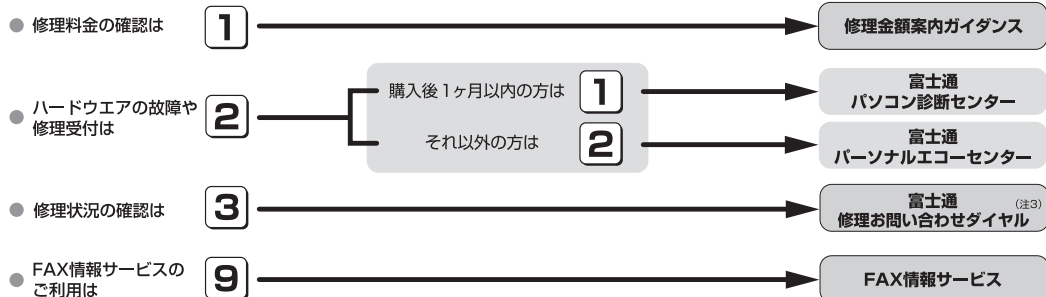 修理料金の確認は 1 修理金額案内ガイダンス
ハードウエアの故障や
修理受付は
2
購入後1ヶ月以内の方は 1
富士通
パソコン診断センター
それ以外の方は 2
富士通
パーソナルエコーセンター
修理状況の確認は 3
富士通 (注3)
修理お問い合わせダイヤル
FAX情報サービスの
ご利用は
9
FAX情報サービス